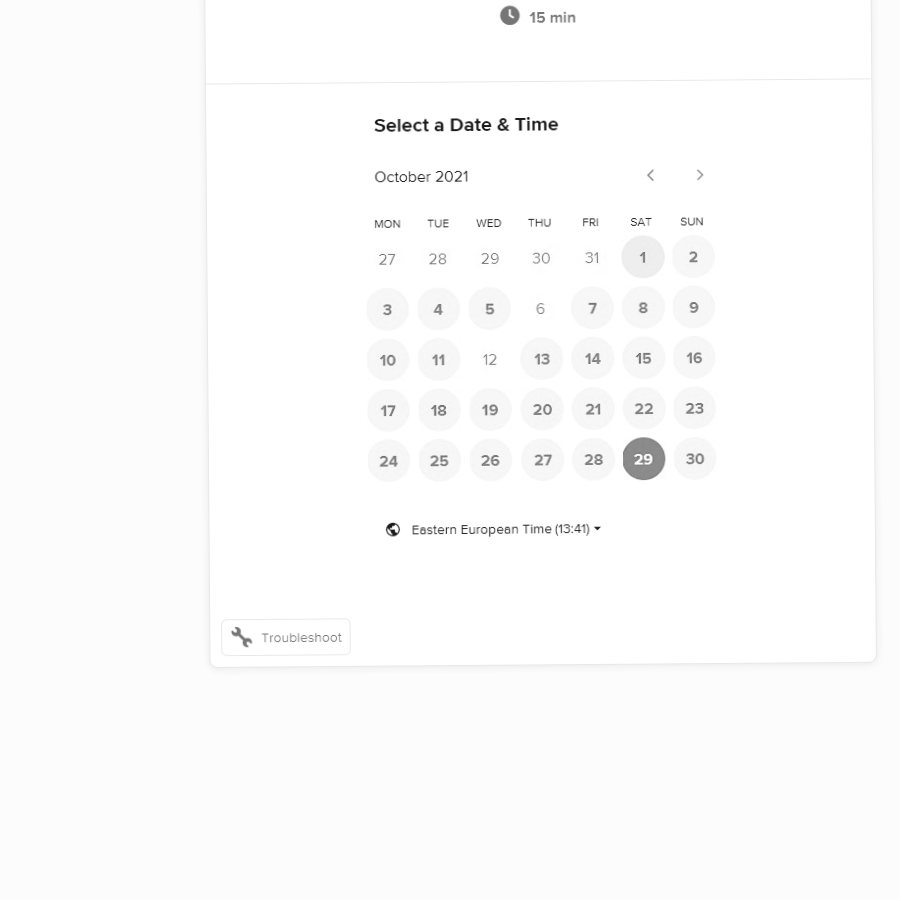 15 min
Select a Date & Time
October 2021
MON TUE WED THU FRI SAT SUN
27 28 29 30 31 1 2
3 4 5 6 7 8 9
10 11 12 13 14 15 16
17 18 19 20 21 22 23
24 25 26 27 28 29 30
Eastern European Time (13:41)
Troubleshoot